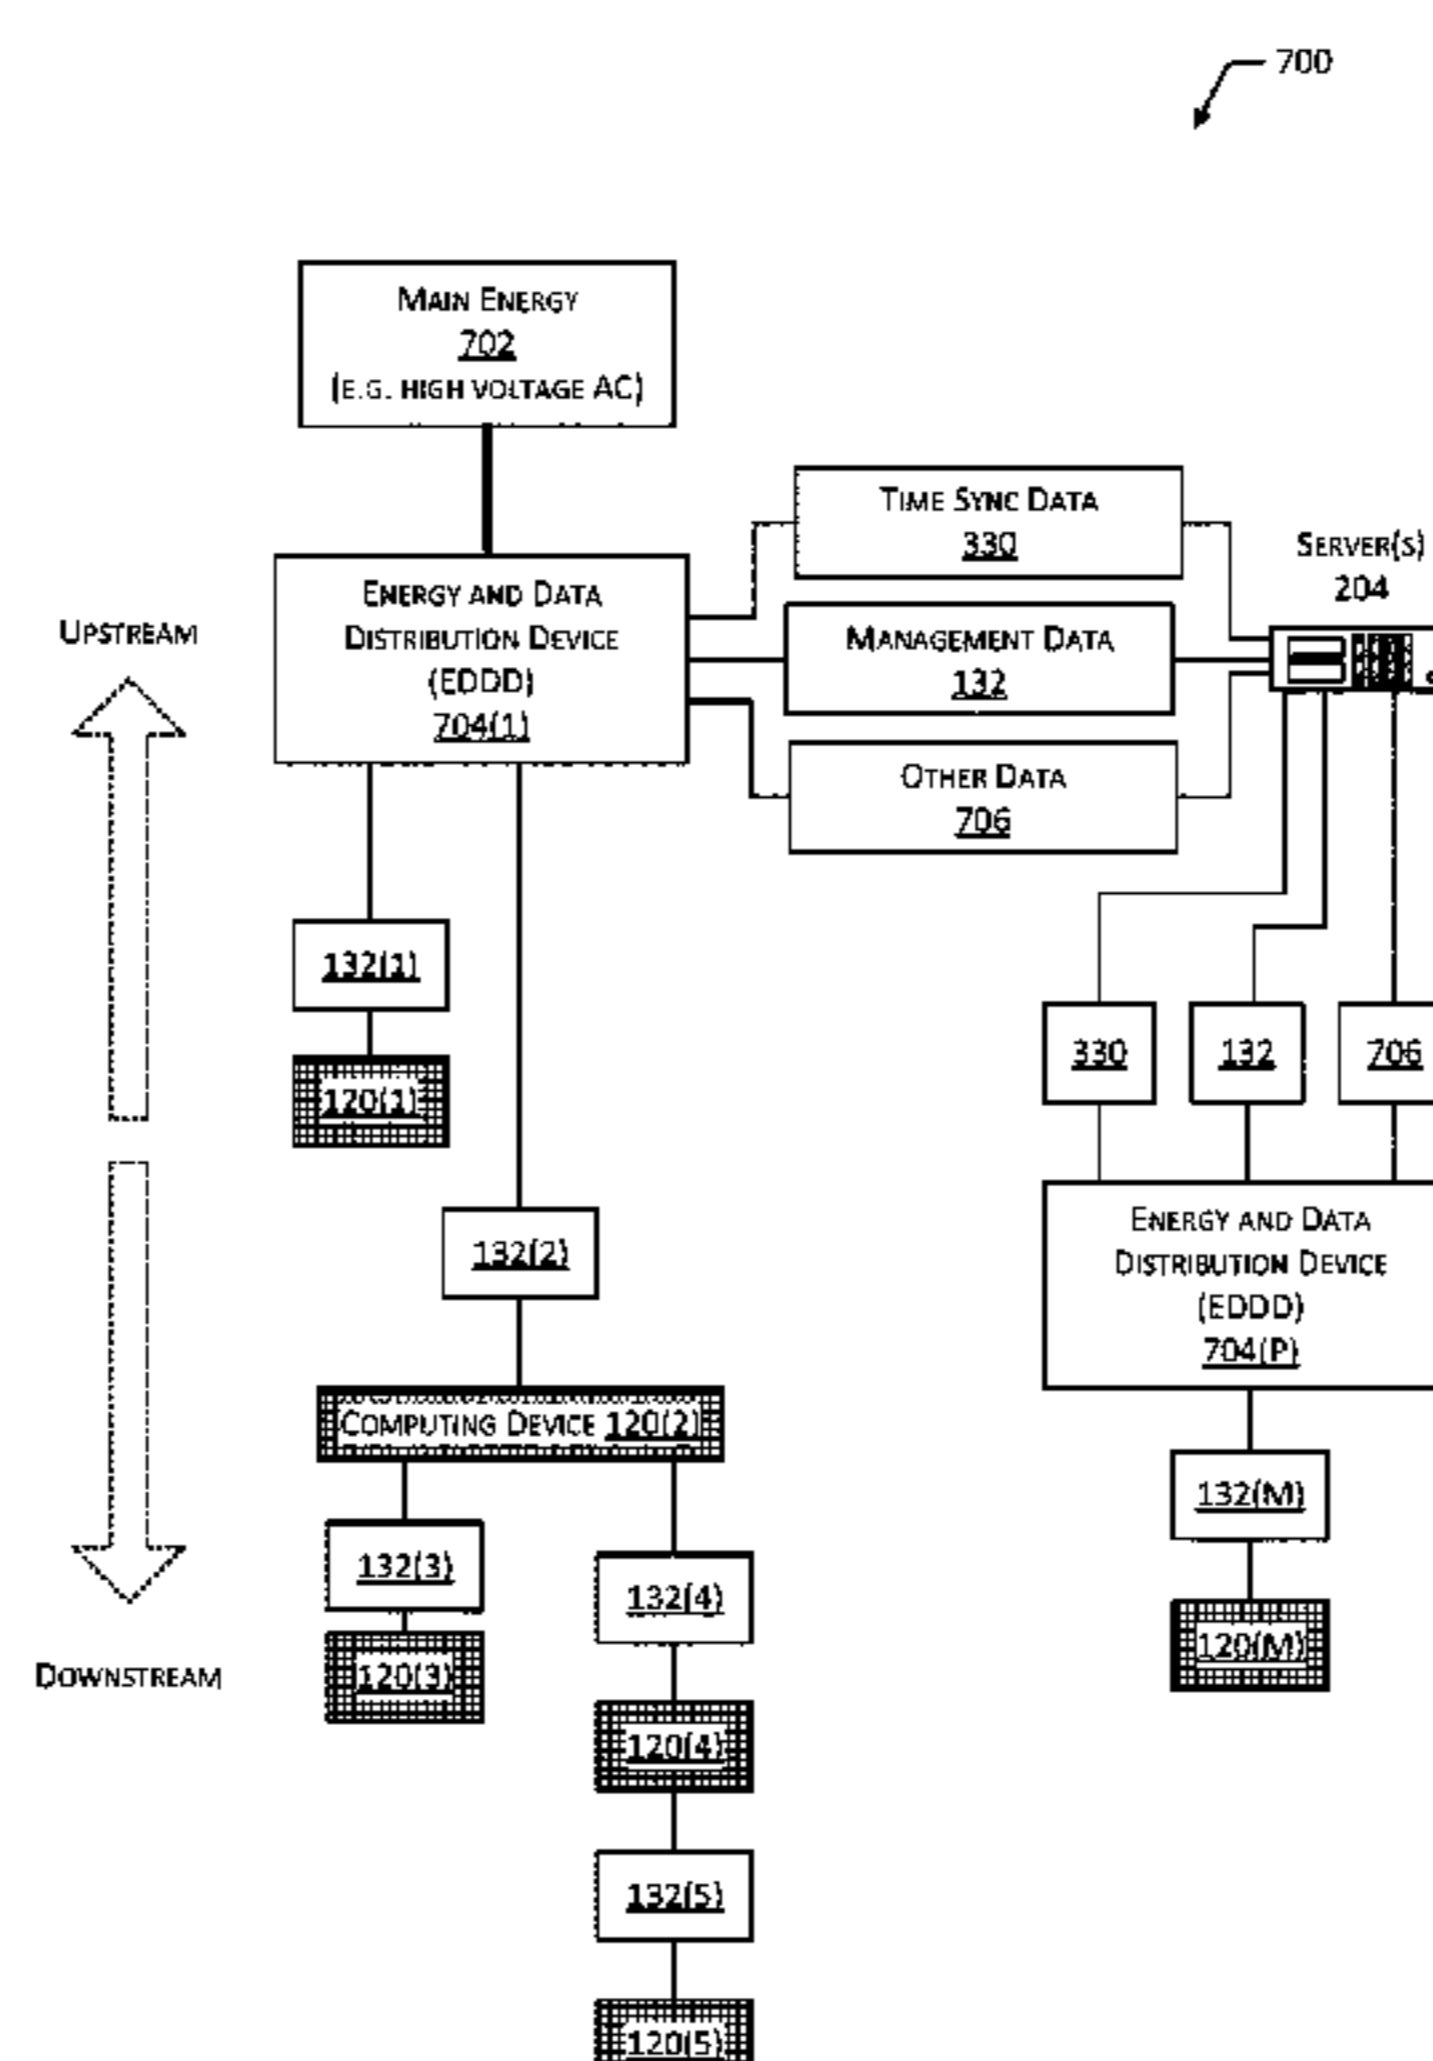 700
MAIN ENERGY
702
(E.G. HIGH VOLTAGE AC)
TIME SYNC DATA
330
SERVER(S)
204
ENERGY AND DATA
DISTRIBUTION DEVICE
(EDDD)
704(1)
UPSTREAM
MANAGEMENT DATA
132
OTHER DATA
706
132(1)
330
132
706
120(1)
132(2)
ENERGY AND DATA
DISTRIBUTION DEVICE
(EDDD)
704(P)
COMPUTING DEVICE 120(2)
132(M)
132(3)
132(4)
120(M)
120(3)
DOWNSTREAM
120(4)
132(5)
120(5)